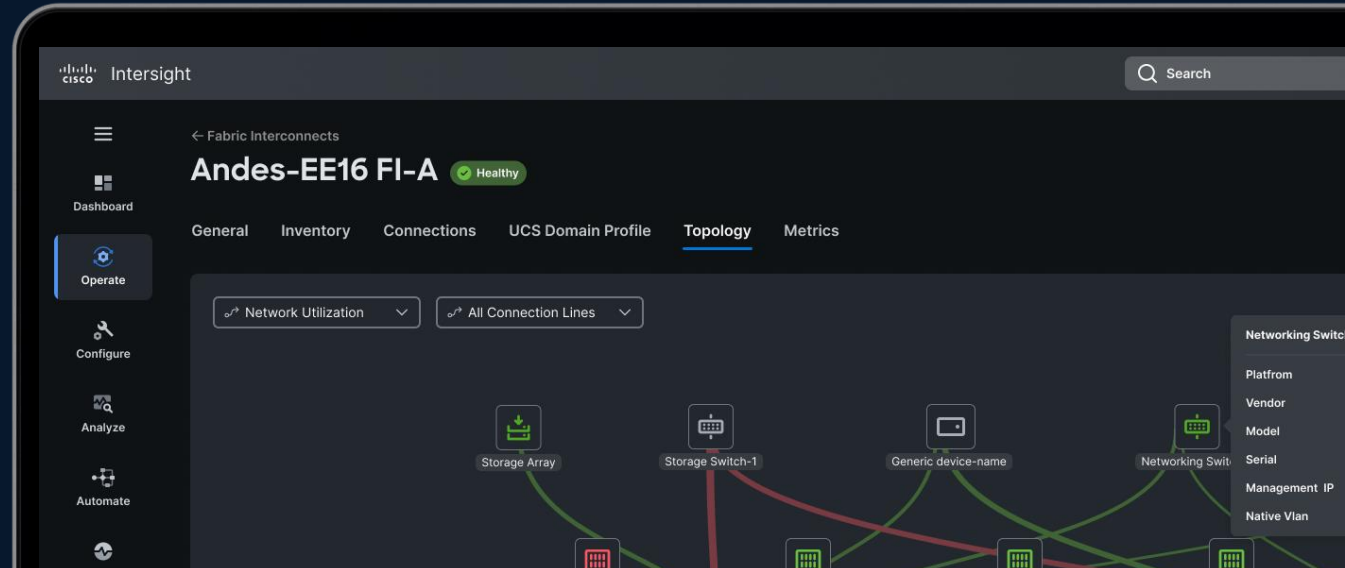 cisco Intersight
Search
Fabric Interconnects
Andes-EE16 FI-A Healthy
General Inventory Connections UCS Domain Profile Topology Metrics
Dashboard
Operate
Configure
Analyze
Automate
Network Utilization All Connection Lines
Networking Switch
Platfrom
Vendor
Model
Serial
Management IP
Native Vlan
Storage Array Storage Switch-1 Generic device-name Networking Swit